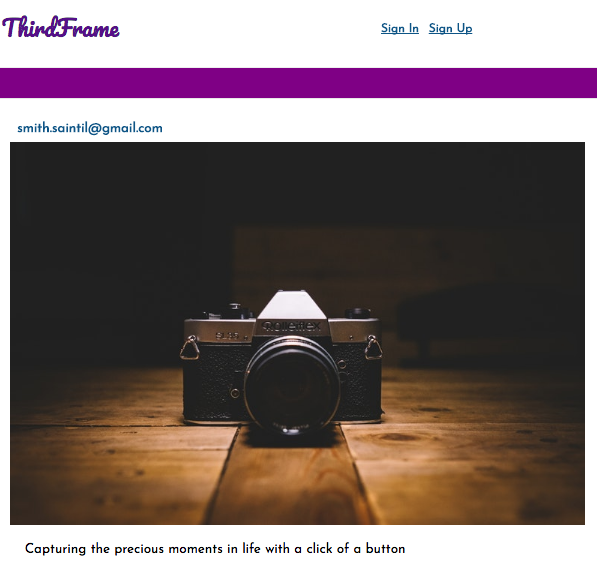 ThirdFrame
Sign In Sign Up
smith.saintil@gmail.com
Rolleiflex
Capturing the precious moments in life with a click of a button